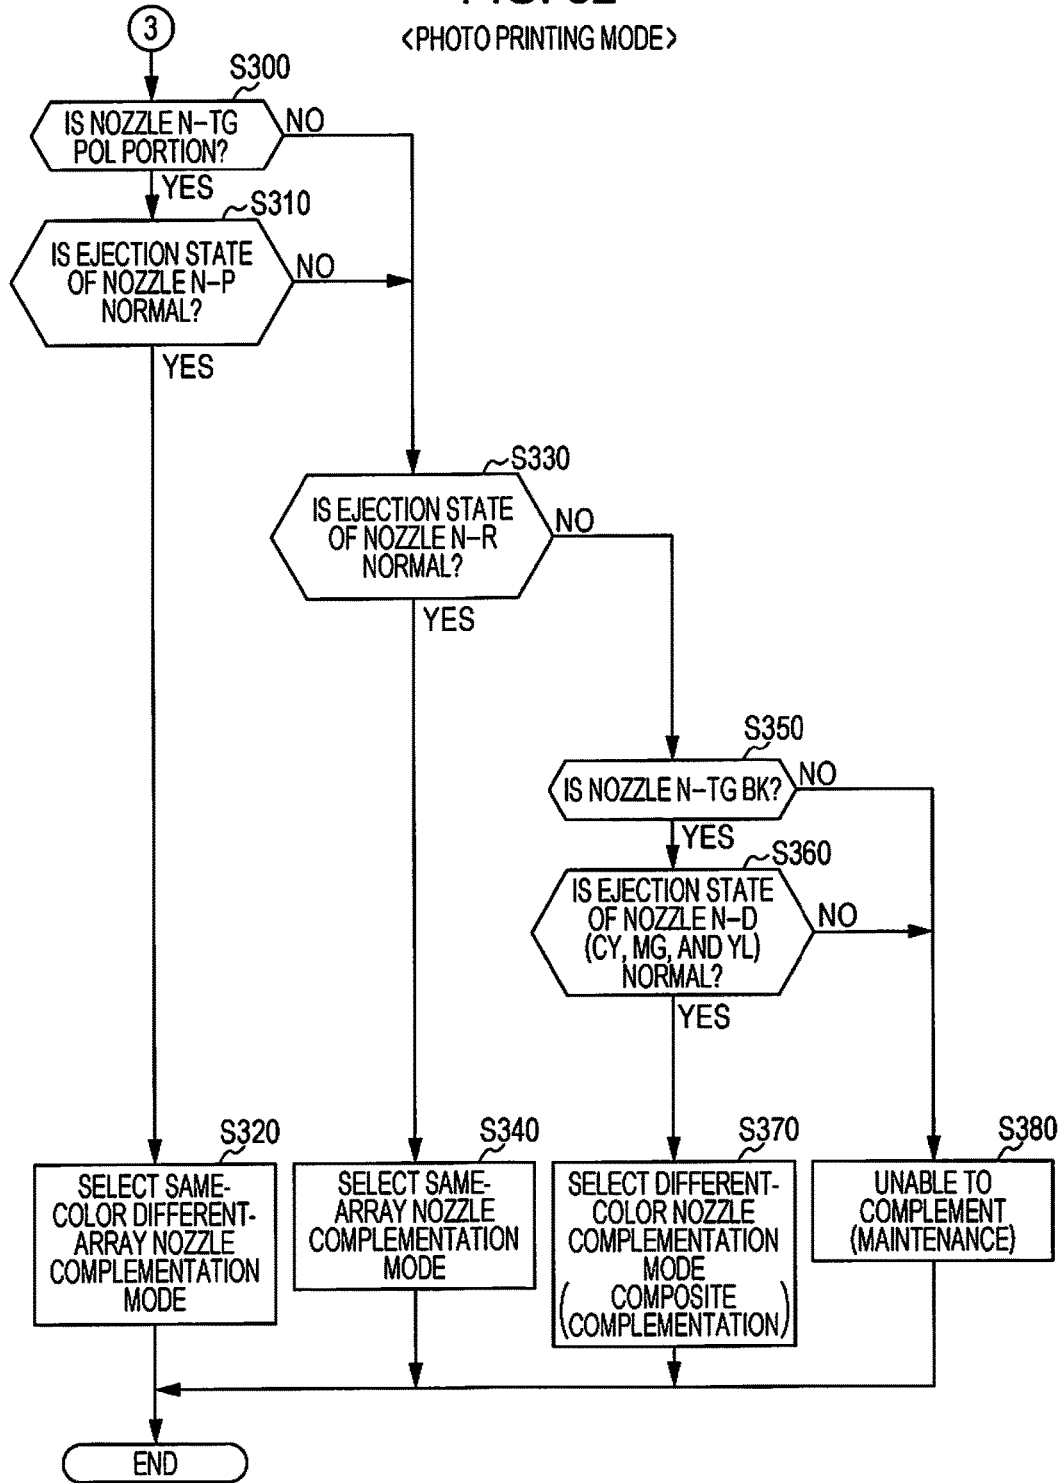 <PHOTO PRINTING MODE>
3
S300
IS NOZZLE N-TG
POL PORTION?
NO
YES
S310
IS EJECTION STATE
OF NOZZLE N-P
NORMAL?
NO
YES
S330
IS EJECTION STATE
OF NOZZLE N-R
NORMAL?
NO
YES
S350
IS NOZZLE N-TG BK?
NO
YES
S360
IS EJECTION STATE
OF NOZZLE N-D
(CY, MG, AND YL)
NORMAL?
NO
YES
S320
SELECT SAME-
COLOR DIFFERENT-
ARRAY NOZZLE
COMPLEMENTATION
MODE
S340
SELECT SAME-
ARRAY NOZZLE
COMPLEMENTATION
MODE
S370
SELECT DIFFERENT-
COLOR NOZZLE
COMPLEMENTATION
MODE
(COMPOSITE
COMPLEMENTATION)
S380
UNABLE TO
COMPLEMENT
(MAINTENANCE)
END